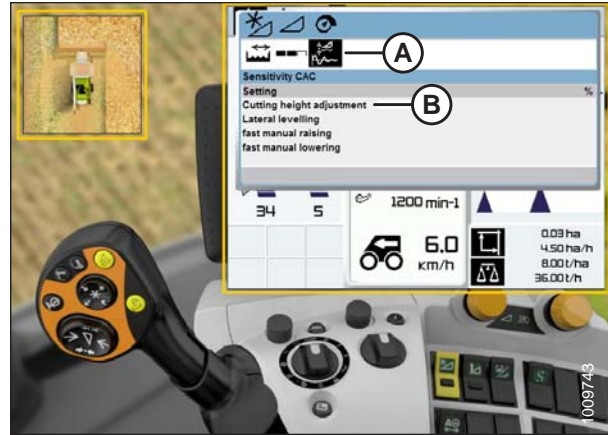 A
Sensitivity CAC
Setting %
Cutting height adjustment B
Lateral levelling
fast manual raising
fast manual lowering
34 5
1200 min-1
6.0
km/h
0.03 ha
4.50 ha/h
8.00 t/ha
36.00 t/h
1009743